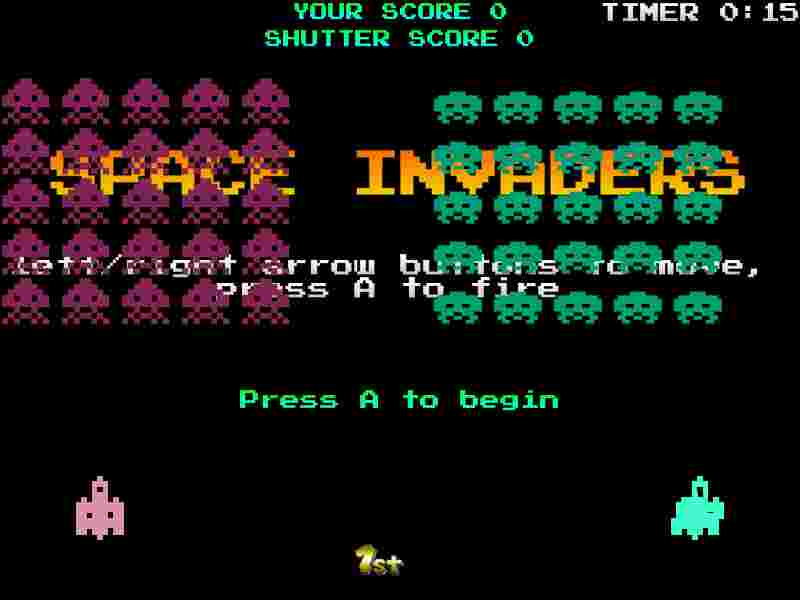 YOUR SCORE 0
TIMER 0:15
SHUTTER SCORE 0
SPACE INVADERS
left/right arrow buttons to move,
press A to fire
Press A to begin
1st